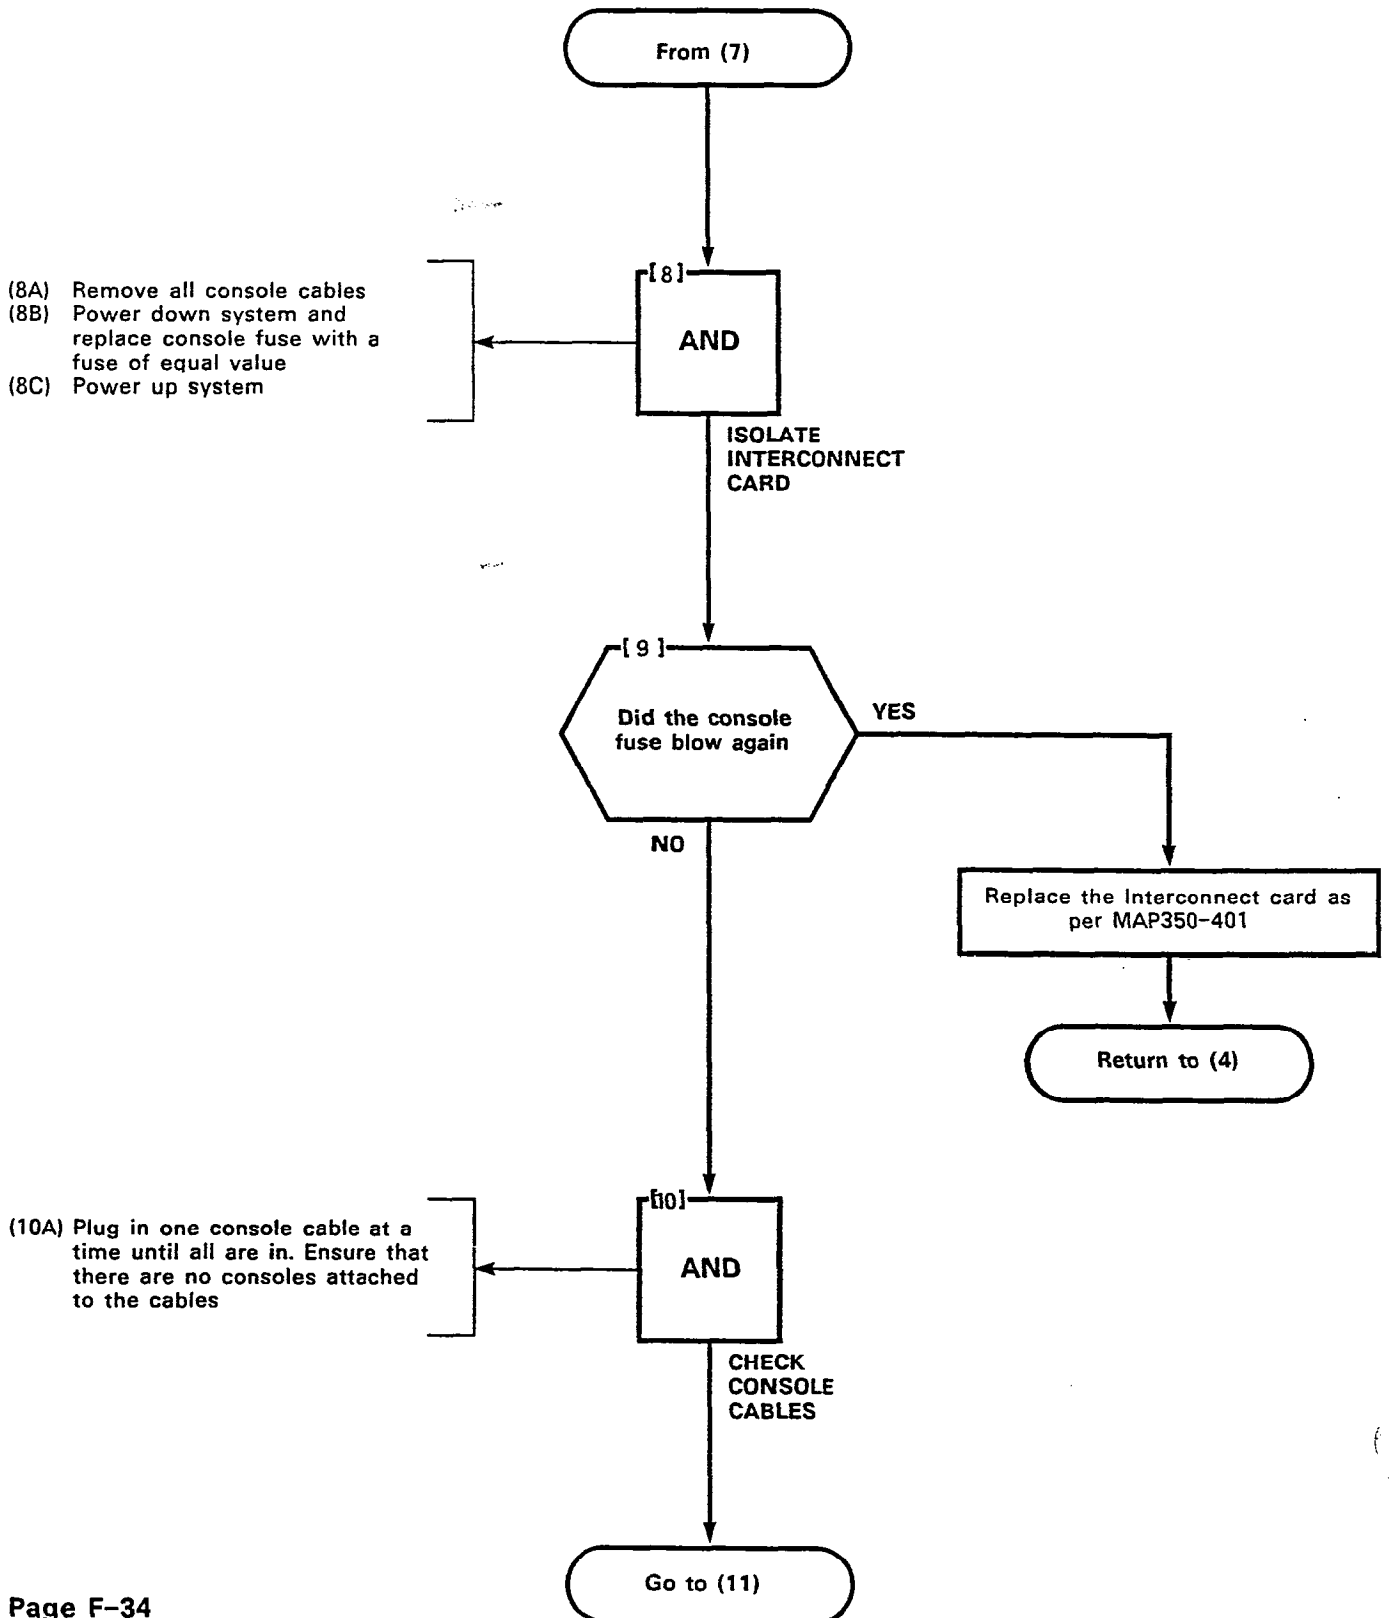 From (7)
[8]
AND
(8A) Remove all console cables
(8B) Power down system and
replace console fuse with a
fuse of equal value
(8C) Power up system
ISOLATE
INTERCONNECT
CARD
[ 9 ]
Did the console
fuse blow again
YES
NO
Replace the Interconnect card as
per MAP350-401
Return to (4)
[10]
AND
(10A) Plug in one console cable at a
time until all are in. Ensure that
there are no consoles attached
to the cables
CHECK
CONSOLE
CABLES
Go to (11)
Page F-34